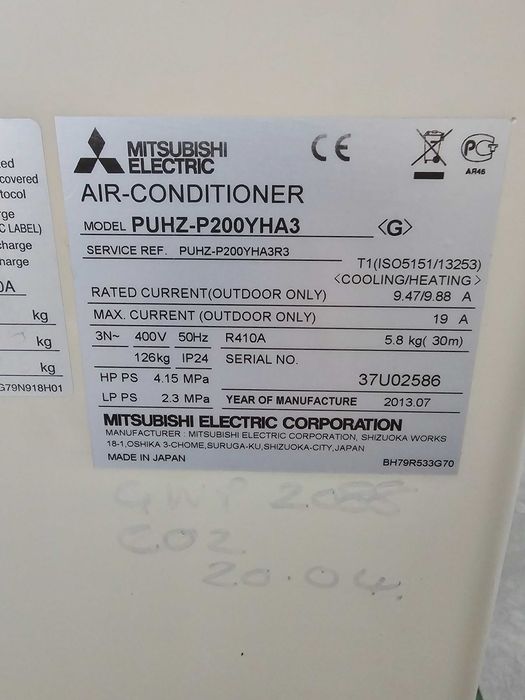 ed
covered
tocol
rge
C LABEL)
harge
arge
0A
kg
kg
kg
G79N918H01
MITSUBISHI
ELECTRIC
CE
PG
AЯ46
AIR-CONDITIONER
MODEL PUHZ-P200YHA3 <G>
SERVICE REF. PUHZ-P200YHA3R3
T1(ISO5151/13253)
<COOLING/HEATING>
RATED CURRENT(OUTDOOR ONLY) 9.47/9.88 A
MAX. CURRENT (OUTDOOR ONLY) 19 A
3N~ 400V 50Hz R410A 5.8 kg( 30m)
126kg IP24 SERIAL NO.
HP PS 4.15 MPa 37U02586
LP PS 2.3 MPa YEAR OF MANUFACTURE 2013.07
MITSUBISHI ELECTRIC CORPORATION
MANUFACTURER : MITSUBISHI ELECTRIC CORPORATION, SHIZUOKA WORKS
18-1,OSHIKA 3-CHOME,SURUGA-KU,SHIZUOKA-CITY,JAPAN
MADE IN JAPAN BH79R533G70
GWP 2088
CO2
20.04.